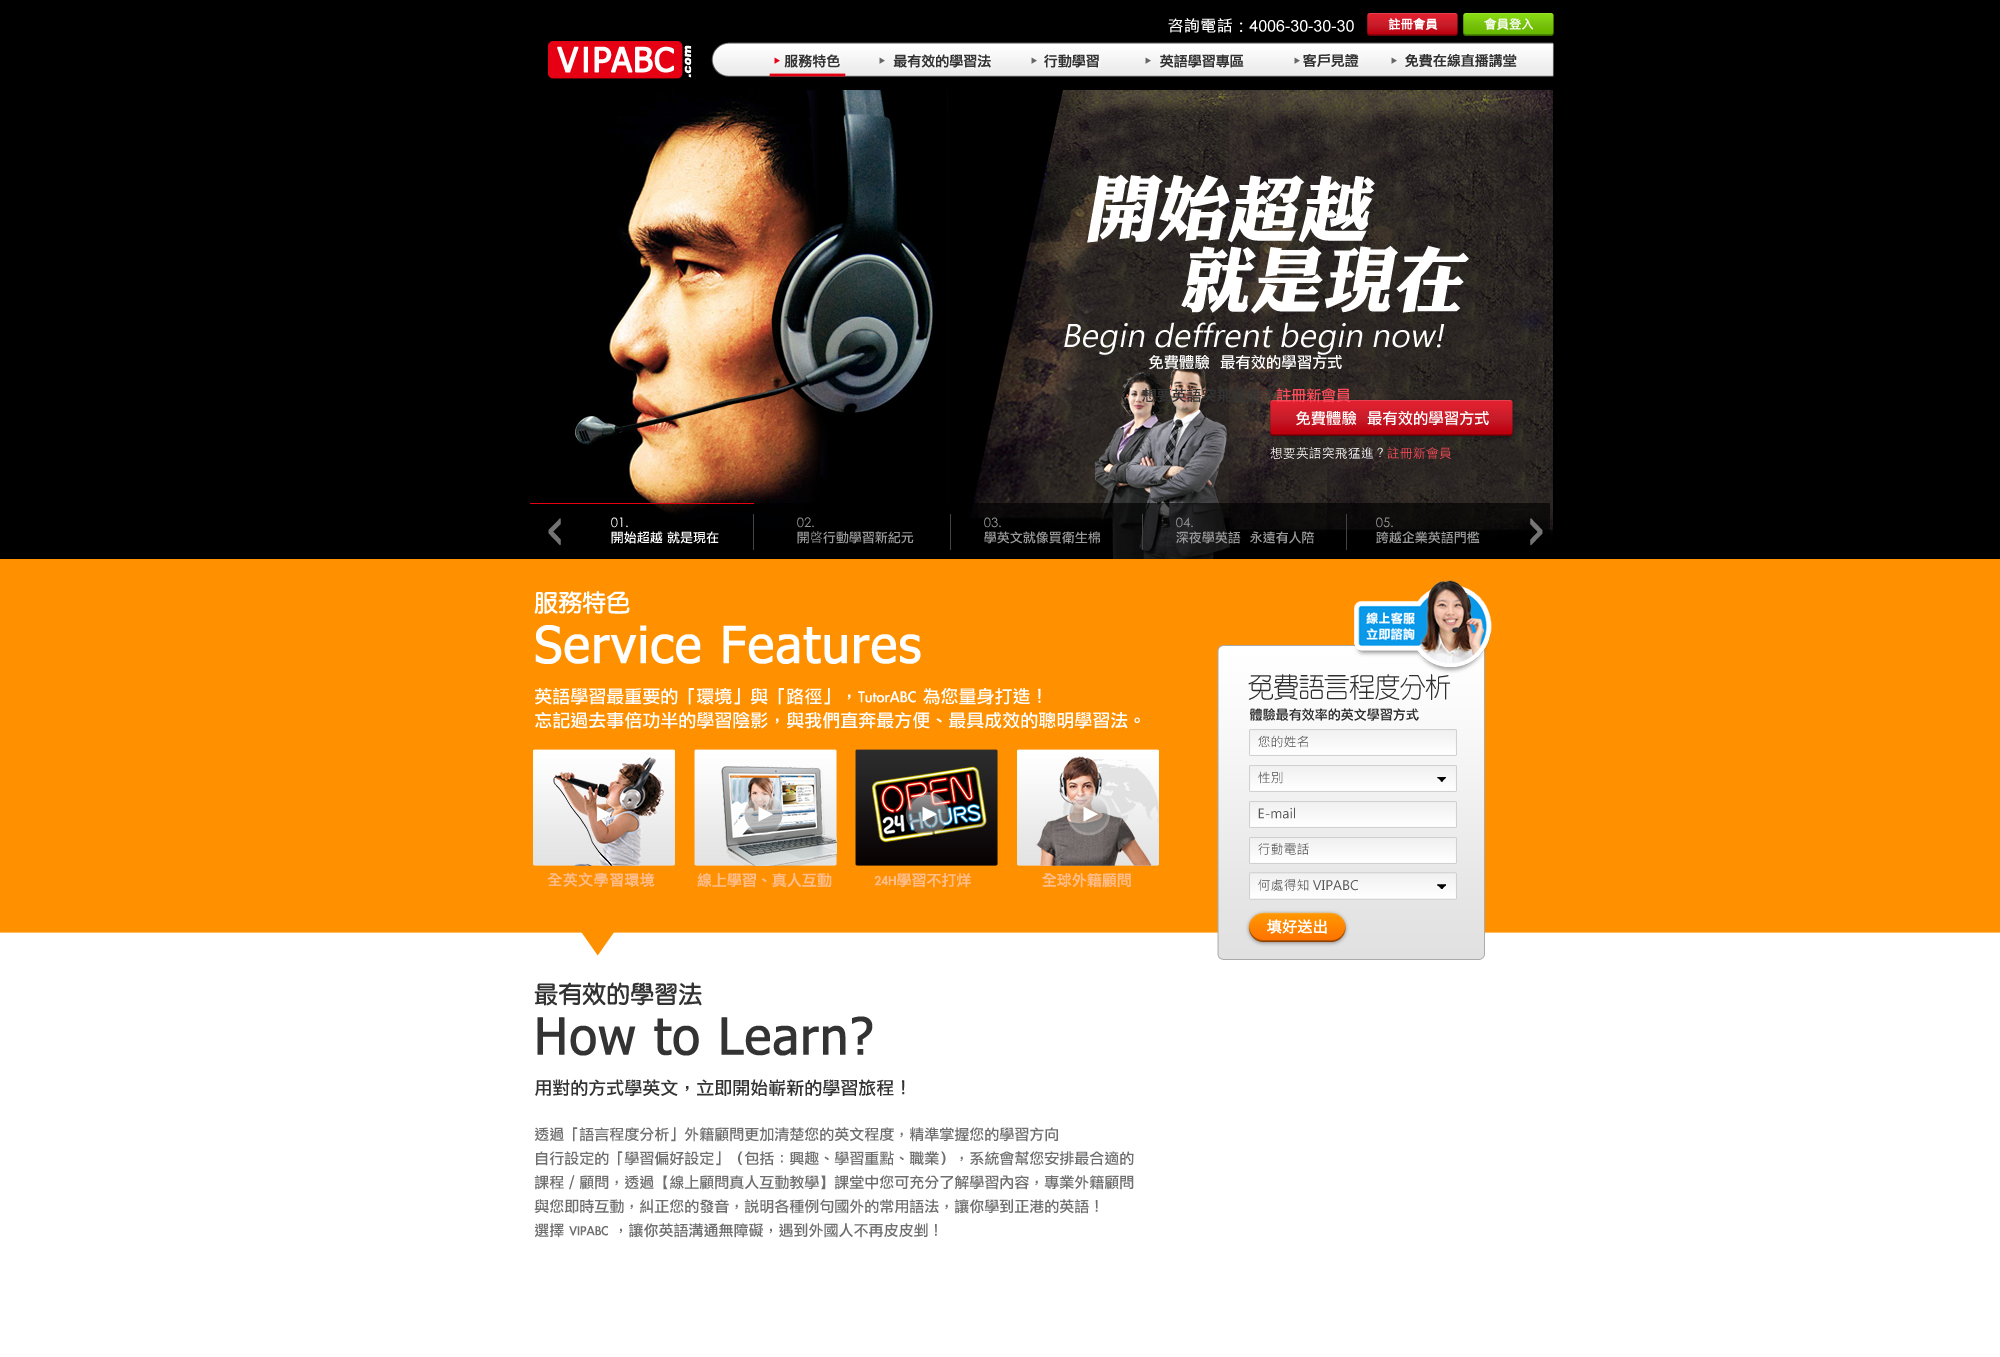 咨詢電話：4006-30-30-30
註冊會員
會員登入
VIPABC.com
服務特色
最有效的學習法
行動學習
英語學習專區
客戶見證
免費在線直播講堂
開始超越
就是現在
Begin deffrent begin now!
免費體驗 最有效的學習方式
想要英語突飛 註冊新會員
免費體驗 最有效的學習方式
想要英語突飛猛進？註冊新會員
01.
開始超越 就是現在
02.
開啓行動學習新紀元
03.
學英文就像買衛生棉
04.
深夜學英語 永遠有人陪
05.
跨越企業英語門檻
服務特色
Service Features
英語學習最重要的「環境」與「路徑」，TutorABC 為您量身打造！
忘記過去事倍功半的學習陰影，與我們直奔最方便、最具成效的聰明學習法。
OPEN
24 HOURS
全英文學習環境
線上學習、真人互動
24H學習不打烊
全球外籍顧問
線上客服
立即諮詢
免費語言程度分析
體驗最有效率的英文學習方式
您的姓名
性別
E-mail
行動電話
何處得知 VIPABC
填好送出
最有效的學習法
How to Learn?
用對的方式學英文，立即開始嶄新的學習旅程！
透過「語言程度分析」外籍顧問更加清楚您的英文程度，精準掌握您的學習方向
自行設定的「學習偏好設定」（包括：興趣、學習重點、職業），系統會幫您安排最合適的
課程 / 顧問，透過【線上顧問真人互動教學】課堂中您可充分了解學習內容，專業外籍顧問
與您即時互動，糾正您的發音，説明各種例句國外的常用語法，讓你學到正港的英語！
選擇 VIPABC ，讓你英語溝通無障礙，遇到外國人不再皮皮剉！